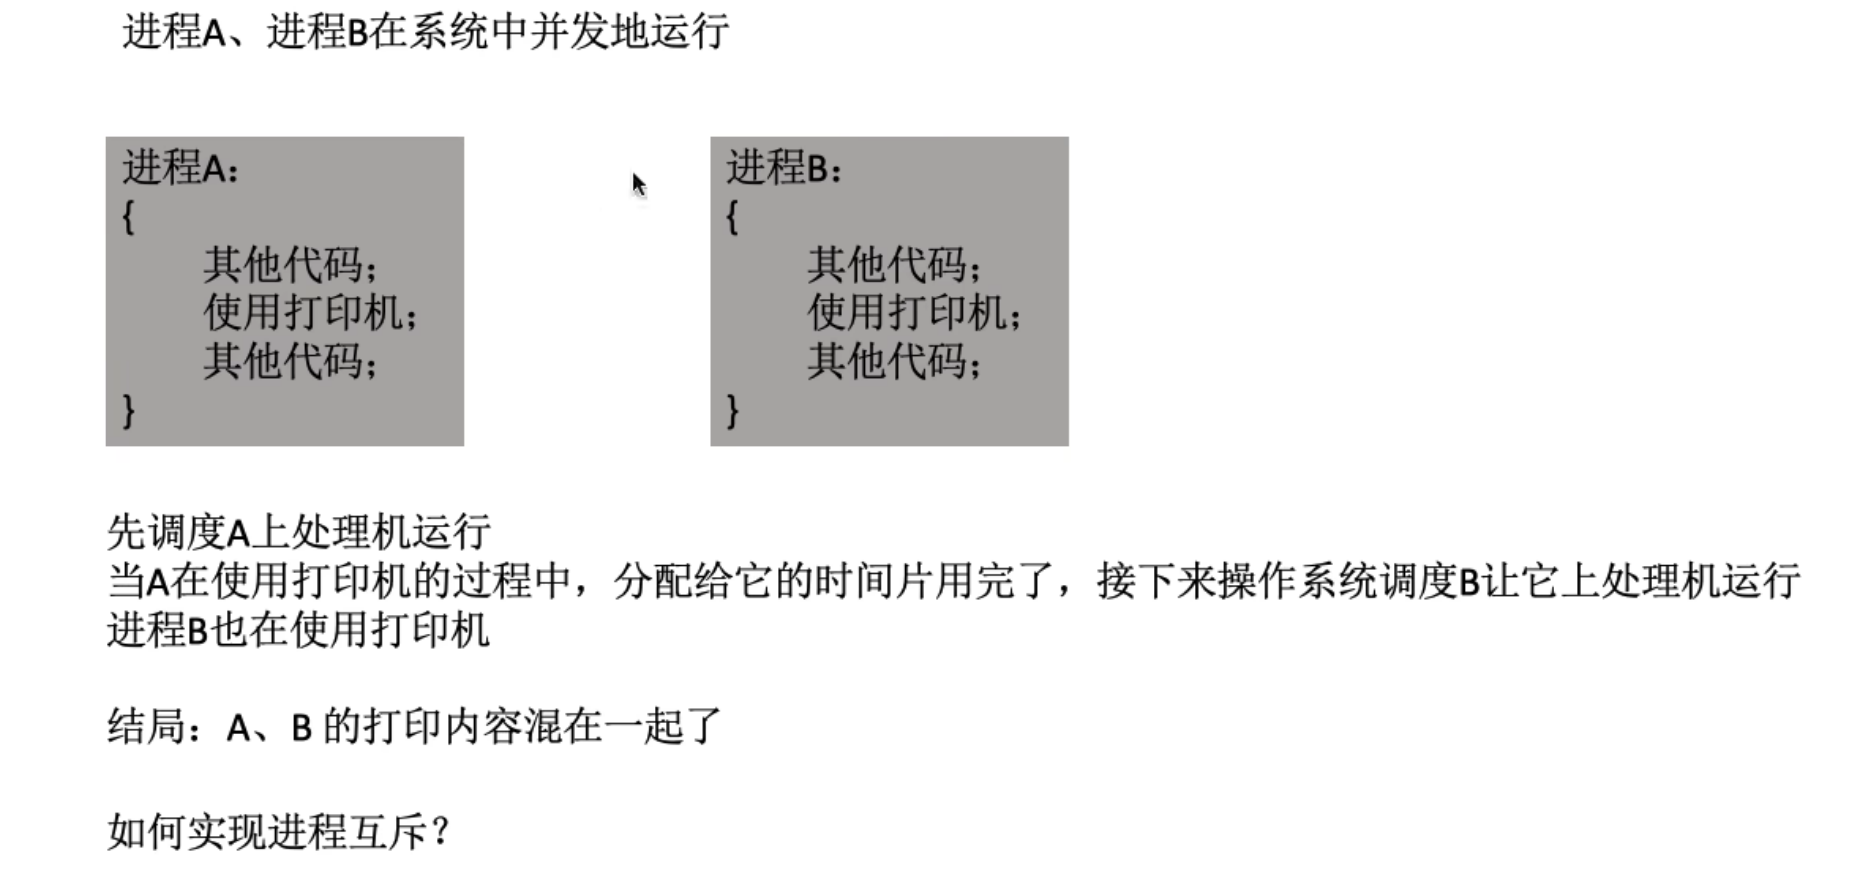 进程A、进程B在系统中并发地运行
进程A：
{
其他代码；
使用打印机；
其他代码；
}
进程B：
{
其他代码；
使用打印机；
其他代码；
}
先调度A上处理机运行
当A在使用打印机的过程中，分配给它的时间片用完了，接下来操作系统调度B让它上处理机运行
进程B也在使用打印机
结局：A、B 的打印内容混在一起了
如何实现进程互斥？